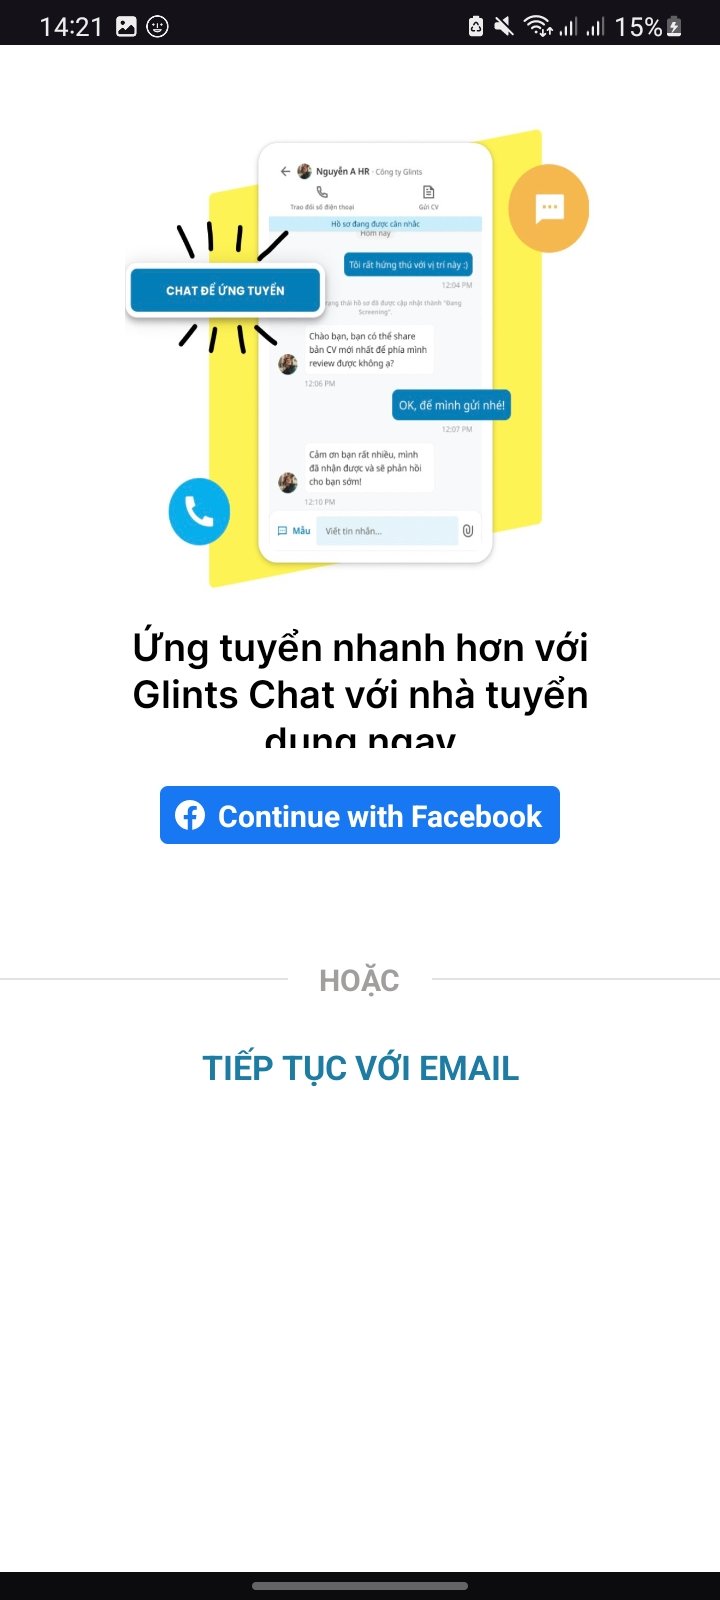 14:21
15%
Nguyễn A HR · Công ty Glints
Trao đổi số điện thoại
Gửi CV
Hồ sơ đang được cân nhắc
Hôm nay
Tôi rất hứng thú với vị trí này :)
12:04 PM
CHAT ĐỂ ỨNG TUYỂN
thái hồ sơ đã được cập nhật thành "Đang
Screening".
Chào bạn, bạn có thể share
bản CV mới nhất để phía mình
review được không ạ?
12:06 PM
OK, để mình gửi nhé!
12:07 PM
Cảm ơn bạn rất nhiều, mình
đã nhận được và sẽ phản hồi
cho bạn sớm!
12:10 PM
Mẫu
Viết tin nhắn...
Ứng tuyển nhanh hơn với
Glints Chat với nhà tuyển
dụng ngay
Continue with Facebook
HOẶC
TIẾP TỤC VỚI EMAIL